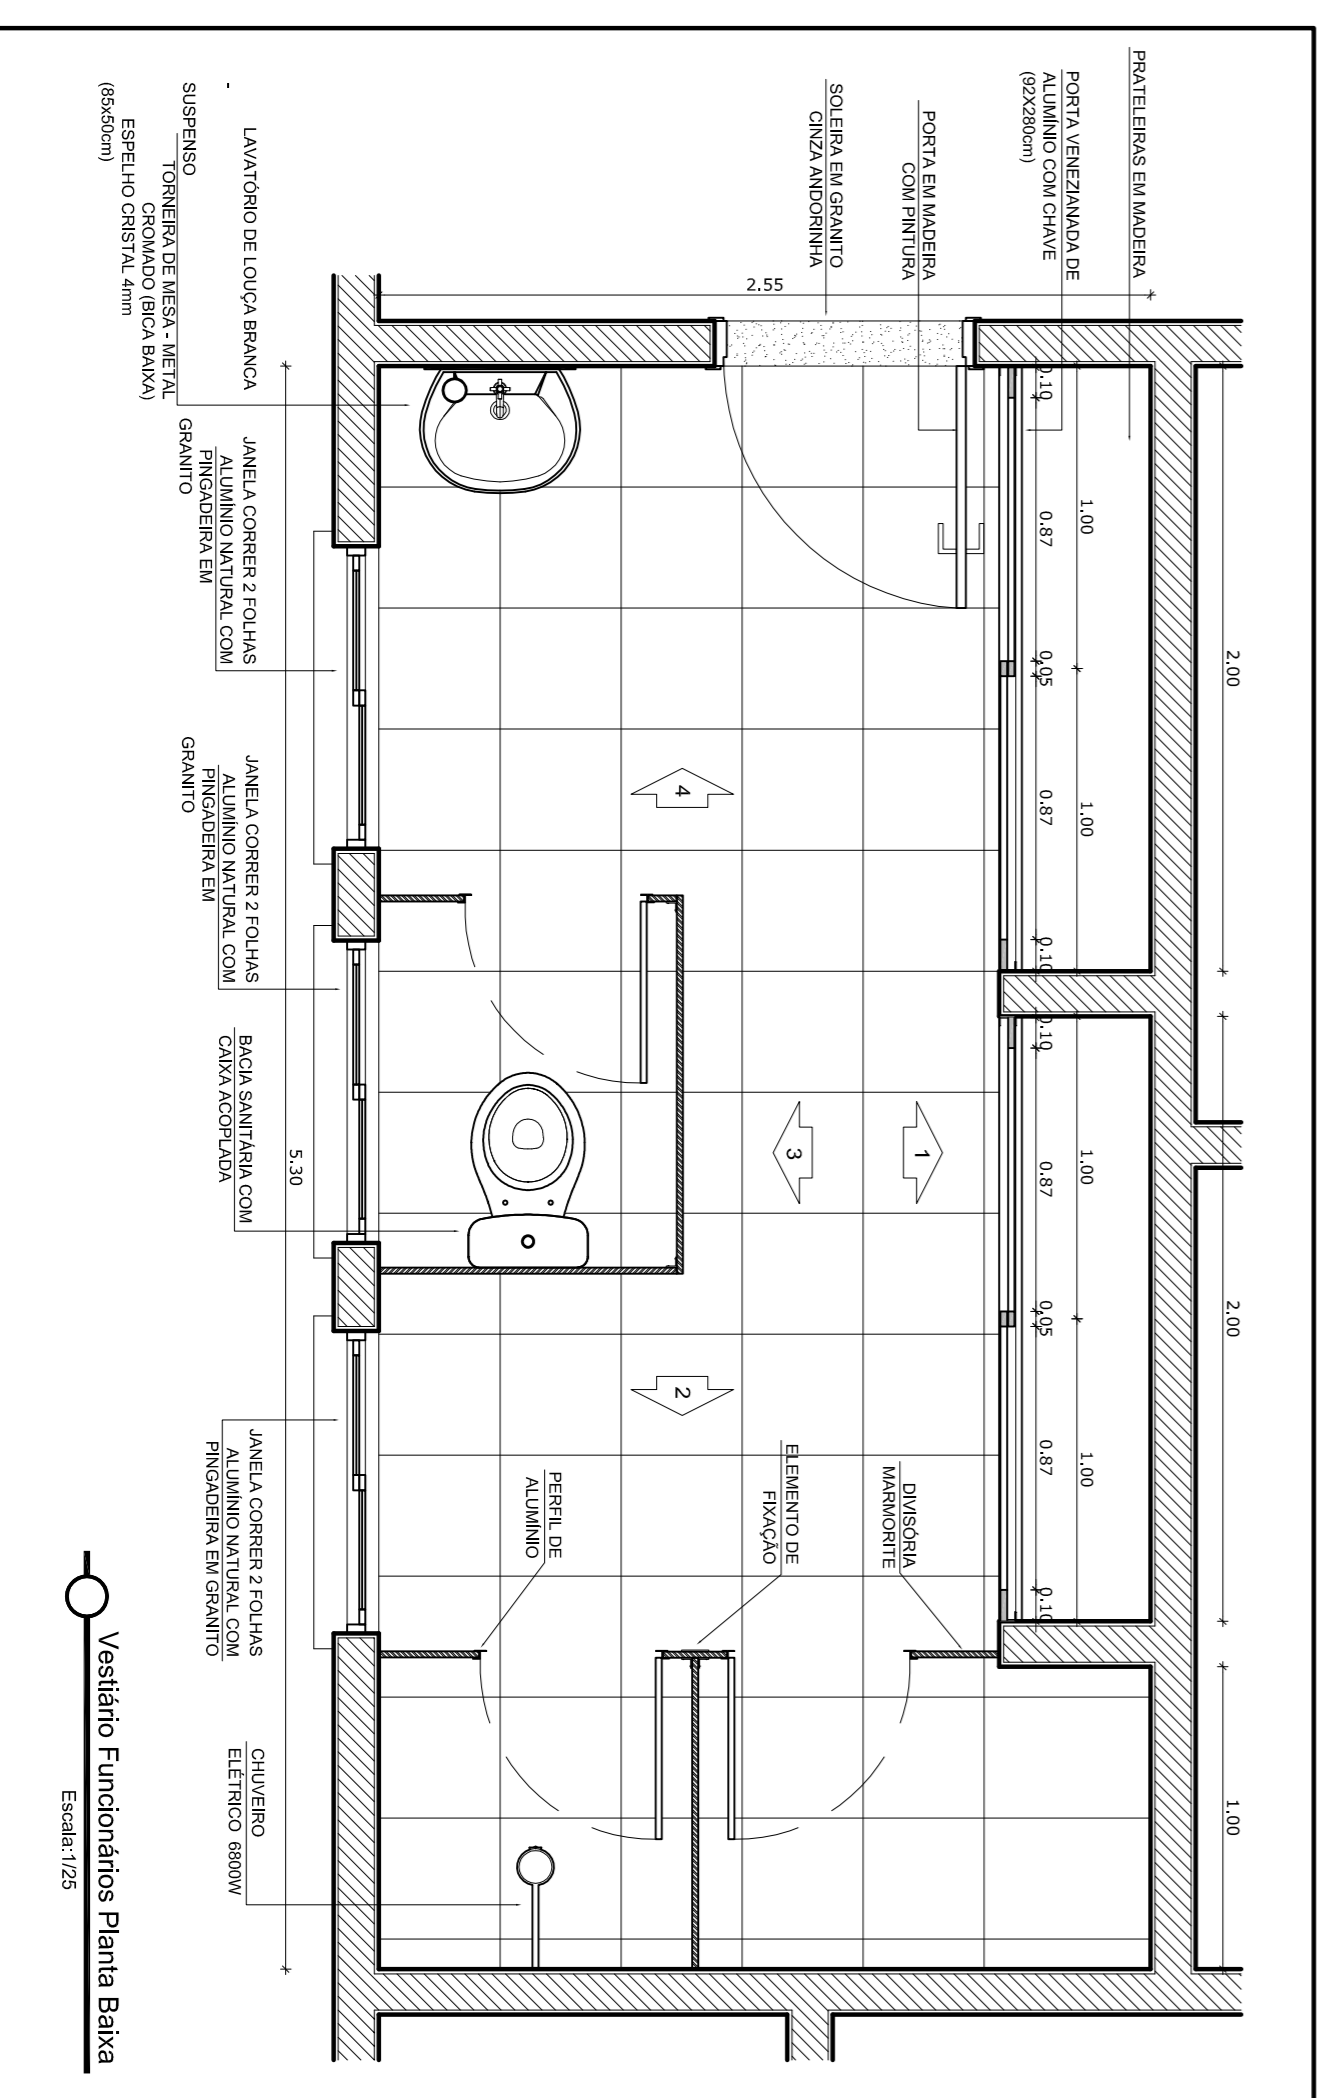 PRATELEIRAS EM MADEIRA
PORTA VENEZIANADA DE
ALUMÍNIO COM CHAVE
(92X280cm)
PORTA EM MADEIRA
COM PINTURA
SOLEIRA EM GRANITO
CINZA ANDORINHA
-
LAVATÓRIO DE LOUÇA BRANCA
SUSPENSO
TORNEIRA DE MESA - METAL
CROMADO (BICA BAIXA)
ESPELHO CRISTAL 4mm
(85x50cm)
2.00
2.00
1.00
1.00
1.00
1.00
1.00
0.10
0.87
0.05
0.87
0.10
0.10
0.87
0.05
0.87
0.10
2.55
1
3
4
2
DIVISÓRIA
MARMORITE
ELEMENTO DE
FIXAÇÃO
PERFIL DE
ALUMÍNIO
5.30
JANELA CORRER 2 FOLHAS
ALUMÍNIO NATURAL COM
PINGADEIRA EM
GRANITO
JANELA CORRER 2 FOLHAS
ALUMÍNIO NATURAL COM
PINGADEIRA EM
GRANITO
BACIA SANITÁRIA COM
CAIXA ACOPLADA
JANELA CORRER 2 FOLHAS
ALUMÍNIO NATURAL COM
PINGADEIRA EM GRANITO
CHUVEIRO
ELÉTRICO 6800W
Vestiário Funcionários Planta Baixa
Escala:1/25